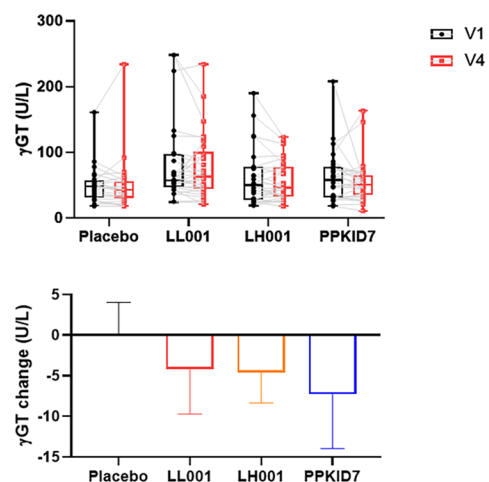 V1
V4
γGT (U/L)
300
200
100
0
Placebo LL001 LH001 PPKID7
γGT change (U/L)
5
0
-5
-10
-15
Placebo LL001 LH001 PPKID7